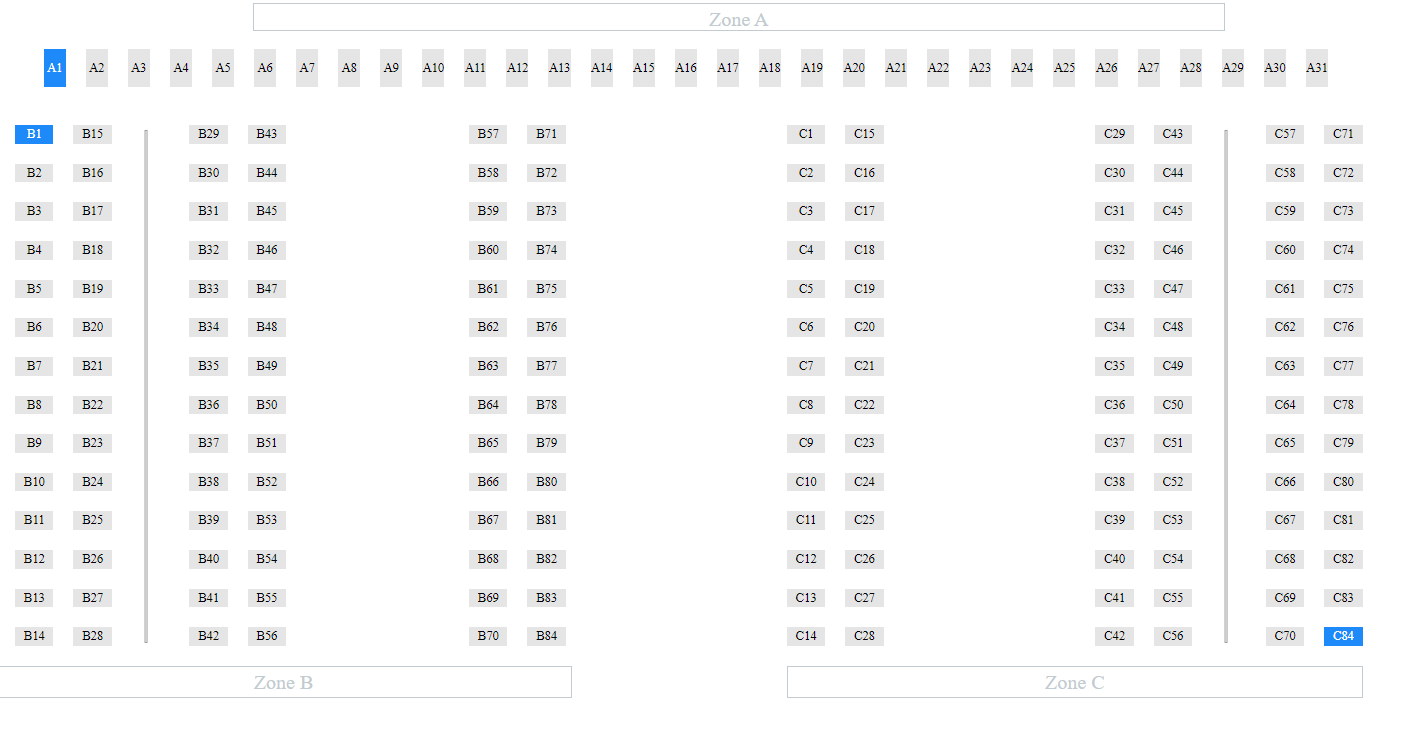 Zone A
A1 A2 A3 A4 A5 A6 A7 A8 A9 A10 A11 A12 A13 A14 A15 A16 A17 A18 A19 A20 A21 A22 A23 A24 A25 A26 A27 A28 A29 A30 A31
B1 B15 B29 B43 B57 B71 C1 C15 C29 C43 C57 C71
B2 B16 B30 B44 B58 B72 C2 C16 C30 C44 C58 C72
B3 B17 B31 B45 B59 B73 C3 C17 C31 C45 C59 C73
B4 B18 B32 B46 B60 B74 C4 C18 C32 C46 C60 C74
B5 B19 B33 B47 B61 B75 C5 C19 C33 C47 C61 C75
B6 B20 B34 B48 B62 B76 C6 C20 C34 C48 C62 C76
B7 B21 B35 B49 B63 B77 C7 C21 C35 C49 C63 C77
B8 B22 B36 B50 B64 B78 C8 C22 C36 C50 C64 C78
B9 B23 B37 B51 B65 B79 C9 C23 C37 C51 C65 C79
B10 B24 B38 B52 B66 B80 C10 C24 C38 C52 C66 C80
B11 B25 B39 B53 B67 B81 C11 C25 C39 C53 C67 C81
B12 B26 B40 B54 B68 B82 C12 C26 C40 C54 C68 C82
B13 B27 B41 B55 B69 B83 C13 C27 C41 C55 C69 C83
B14 B28 B42 B56 B70 B84 C14 C28 C42 C56 C70 C84
Zone B Zone C